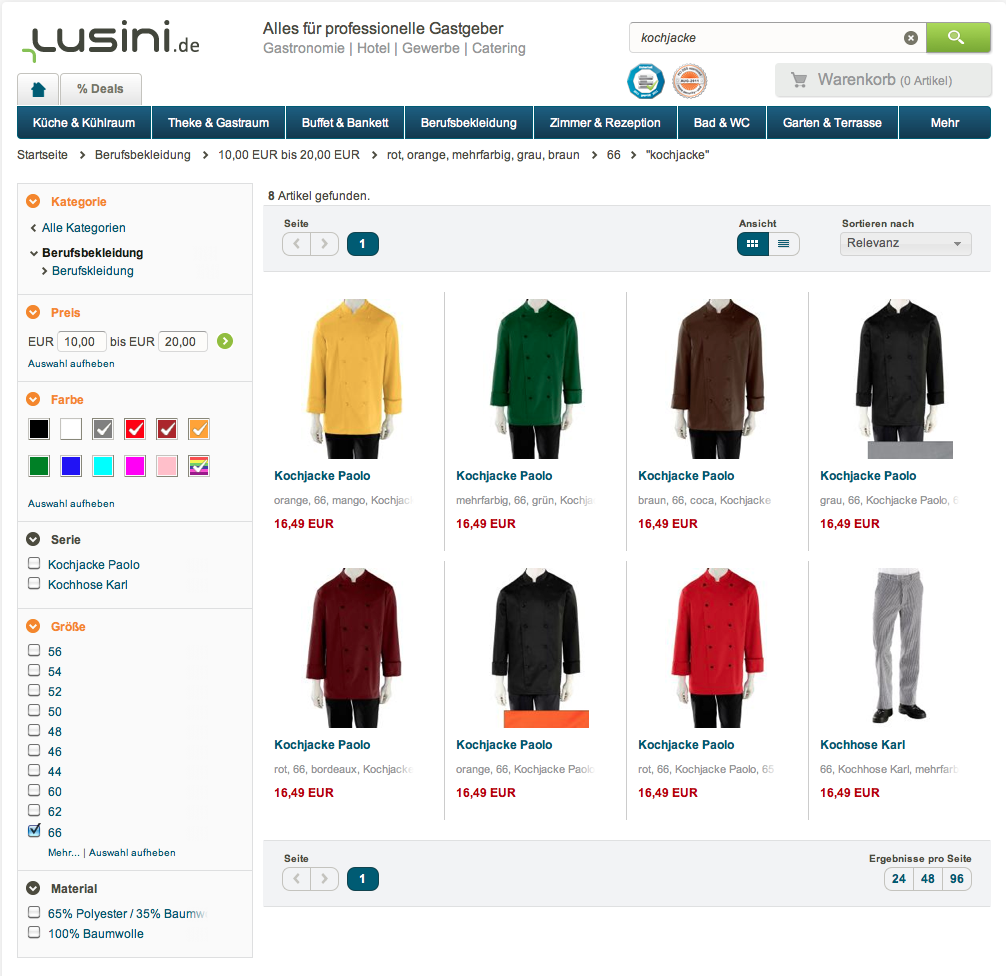 Lusini.de
Alles für professionelle Gastgeber
Gastronomie | Hotel | Gewerbe | Catering
kochjacke
% Deals
Warenkorb (0 Artikel)
Küche & Kühlraum
Theke & Gastraum
Buffet & Bankett
Berufsbekleidung
Zimmer & Rezeption
Bad & WC
Garten & Terrasse
Mehr
Startseite > Berufsbekleidung > 10,00 EUR bis 20,00 EUR > rot, orange, mehrfarbig, grau, braun > 66 > "kochjacke"
Kategorie
Alle Kategorien
Berufsbekleidung
Berufskleidung
Preis
EUR 10,00 bis EUR 20,00
Auswahl aufheben
Farbe
Auswahl aufheben
Serie
Kochjacke Paolo
Kochhose Karl
Größe
56
54
52
50
48
46
44
60
62
66
Mehr... | Auswahl aufheben
Material
65% Polyester / 35% Baumw
100% Baumwolle
8 Artikel gefunden.
Seite
1
Ansicht
Sortieren nach
Relevanz
Kochjacke Paolo
orange, 66, mango, Kochjac
16,49 EUR
Kochjacke Paolo
mehrfarbig, 66, grün, Kochja
16,49 EUR
Kochjacke Paolo
braun, 66, coca, Kochjacke
16,49 EUR
Kochjacke Paolo
grau, 66, Kochjacke Paolo, 6
16,49 EUR
Kochjacke Paolo
rot, 66, bordeaux, Kochjacke
16,49 EUR
Kochjacke Paolo
orange, 66, Kochjacke Paolo
16,49 EUR
Kochjacke Paolo
rot, 66, Kochjacke Paolo, 65
16,49 EUR
Kochhose Karl
66, Kochhose Karl, mehrfar
16,49 EUR
Seite
1
Ergebnisse pro Seite
24 48 96